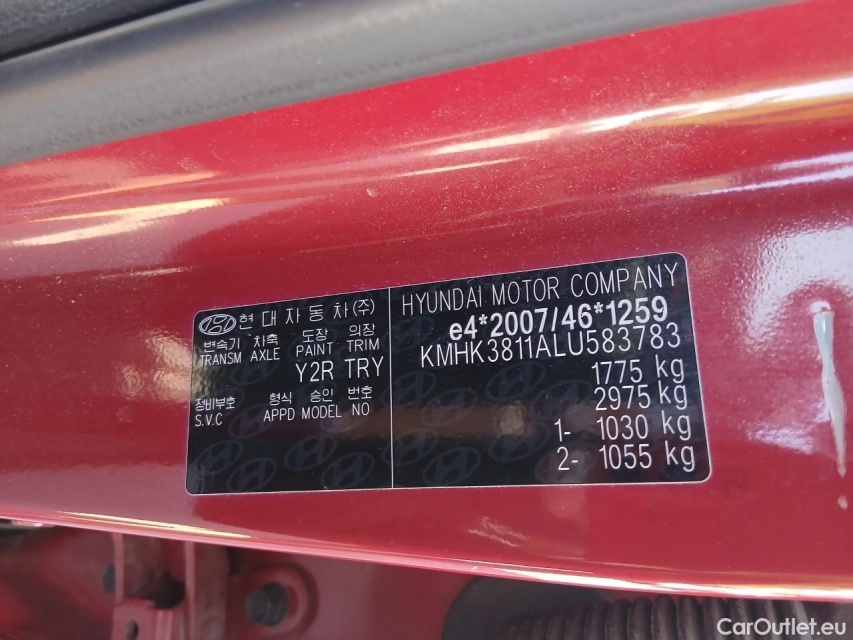 현대자동차(주)
변속기 차축 도장 의장
TRANSM AXLE PAINT TRIM
Y2R TRY
정비부호 형식 승인 번호
S.V.C APPD MODEL NO
HYUNDAI MOTOR COMPANY
e4*2007/46*1259
KMHK3811ALU583783
1775 kg
2975 kg
1- 1030 kg
2- 1055 kg
CarOutlet.eu